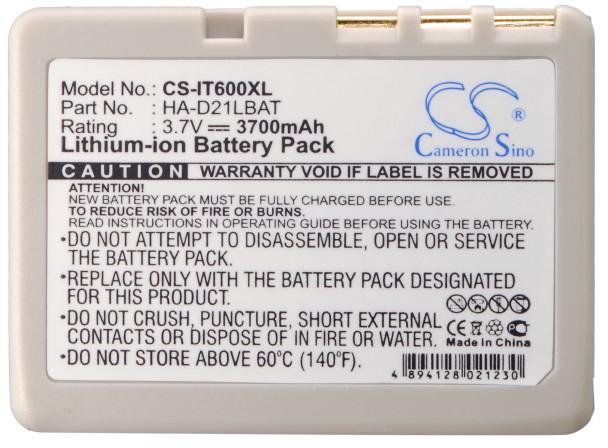 Model No.: CS-IT600XL
Part No. : HA-D21LBAT
Rating : 3.7V 3700mAh
Lithium-ion Battery Pack
CS ®
Cameron Sino
CAUTION WARRANTY VOID IF LABEL IS REMOVED
ATTENTION!
NEW BATTERY PACK MUST BE FULLY CHARGED BEFORE USE
TO REDUCE RISK OF FIRE OR BURNS.
READ INSTRUCTIONS IN OPERATING GUIDE BEFORE USING THE BATTERY.
•DO NOT ATTEMPT TO DISASSEMBLE, OPEN OR SERVICE THE
BATTERY PACK.
•REPLACE ONLY WITH THE BATTERY PACK DESIGNATED FOR
THIS PRODUCT.
•DO NOT CRUSH, PUNCTURE, SHORT EXTERNAL
CONTACTS OR DISPOSE IN FIRE OR WATER.
•DO NOT STORE ABOVE 60°C (140°F).
CE
Made In China
4 894128 021230